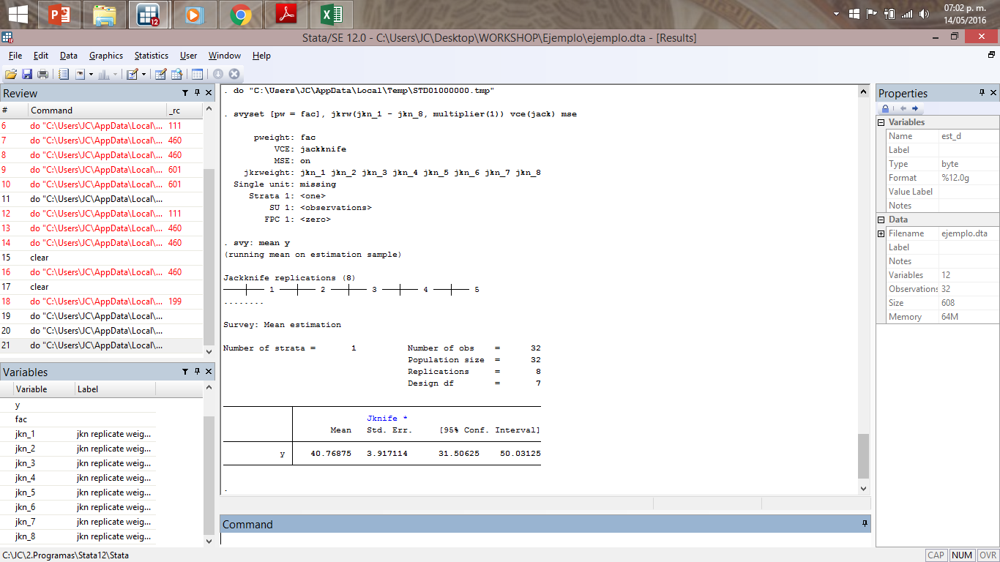 07:02 p. m.
14/05/2016
Stata/SE 12.0 - C:\Users\JC\Desktop\WORKSHOP\Ejemplo\ejemplo.dta - [Results]
File Edit Data Graphics Statistics User Window Help
Review
# Command _rc
6 do "C:\Users\JC\AppData\Local\... 111
7 do "C:\Users\JC\AppData\Local\... 460
8 do "C:\Users\JC\AppData\Local\... 460
9 do "C:\Users\JC\AppData\Local\... 601
10 do "C:\Users\JC\AppData\Local\... 601
11 do "C:\Users\JC\AppData\Local\...
12 do "C:\Users\JC\AppData\Local\... 111
13 do "C:\Users\JC\AppData\Local\... 460
14 do "C:\Users\JC\AppData\Local\... 460
15 clear
16 do "C:\Users\JC\AppData\Local\... 460
17 clear
18 do "C:\Users\JC\AppData\Local\... 199
19 do "C:\Users\JC\AppData\Local\...
20 do "C:\Users\JC\AppData\Local\...
21 do "C:\Users\JC\AppData\Local\...
Variables
Variable Label
y
fac
jkn_1 jkn replicate weig...
jkn_2 jkn replicate weig...
jkn_3 jkn replicate weig...
jkn_4 jkn replicate weig...
jkn_5 jkn replicate weig...
jkn_6 jkn replicate weig...
jkn_7 jkn replicate weig...
jkn_8 jkn replicate weig...
. do "C:\Users\JC\AppData\Local\Temp\STD01000000.tmp"
. svyset [pw = fac], jkrw(jkn_1 - jkn_8, multiplier(1)) vce(jack) mse
pweight: fac
VCE: jackknife
MSE: on
jkrweight: jkn_1 jkn_2 jkn_3 jkn_4 jkn_5 jkn_6 jkn_7 jkn_8
Single unit: missing
Strata 1: <one>
SU 1: <observations>
FPC 1: <zero>
. svy: mean y
(running mean on estimation sample)
Jackknife replications (8)
1 2 3 4 5
........
Survey: Mean estimation
Number of strata = 1 Number of obs = 32
Population size = 32
Replications = 8
Design df = 7
Jknife *
Mean Std. Err. [95% Conf. Interval]
y 40.76875 3.917114 31.50625 50.03125
.
Command
Properties
Variables
Name est_d
Label
Type byte
Format %12.0g
Value Label
Notes
Data
Filename ejemplo.dta
Label
Notes
Variables 12
Observations 32
Size 608
Memory 64M
C:\JC\2.Programas\Stata12\Stata
CAP NUM OVR